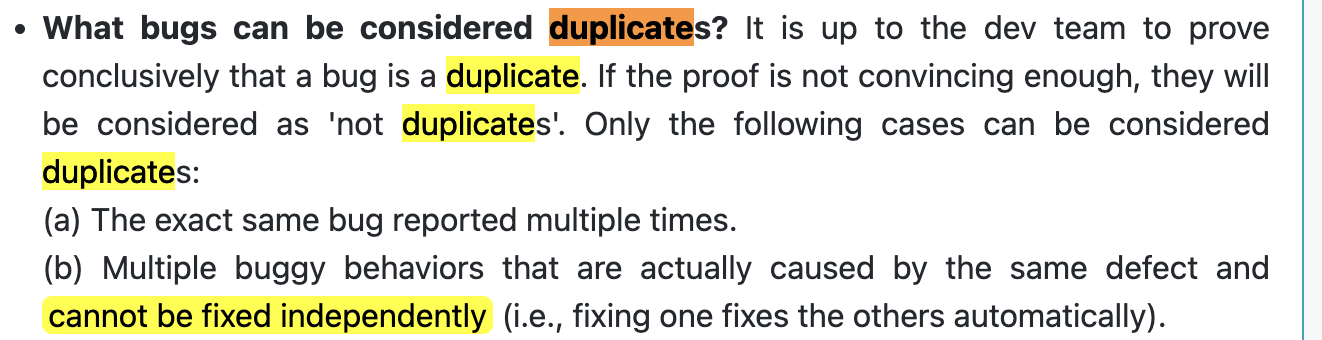 • What bugs can be considered duplicates? It is up to the dev team to prove
conclusively that a bug is a duplicate. If the proof is not convincing enough, they will
be considered as 'not duplicates'. Only the following cases can be considered
duplicates:
(a) The exact same bug reported multiple times.
(b) Multiple buggy behaviors that are actually caused by the same defect and
cannot be fixed independently (i.e., fixing one fixes the others automatically).